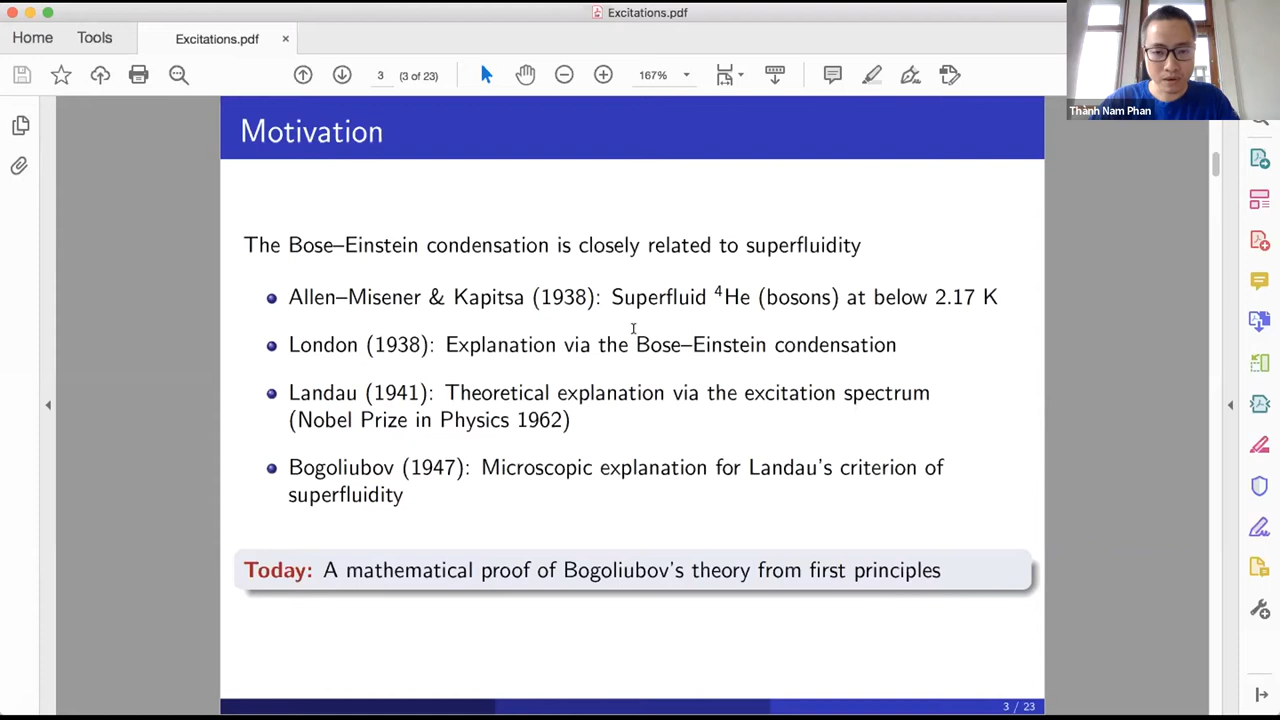 Excitations.pdf
Home
Tools
Excitations.pdf
×
3
(3 of 23)
167%
Thành Nam Phan
Motivation
The Bose–Einstein condensation is closely related to superfluidity
Allen–Misener & Kapitsa (1938): Superfluid ⁴He (bosons) at below 2.17 K
London (1938): Explanation via the Bose–Einstein condensation
Landau (1941): Theoretical explanation via the excitation spectrum
(Nobel Prize in Physics 1962)
Bogoliubov (1947): Microscopic explanation for Landau's criterion of
superfluidity
Today: A mathematical proof of Bogoliubov's theory from first principles
3 / 23